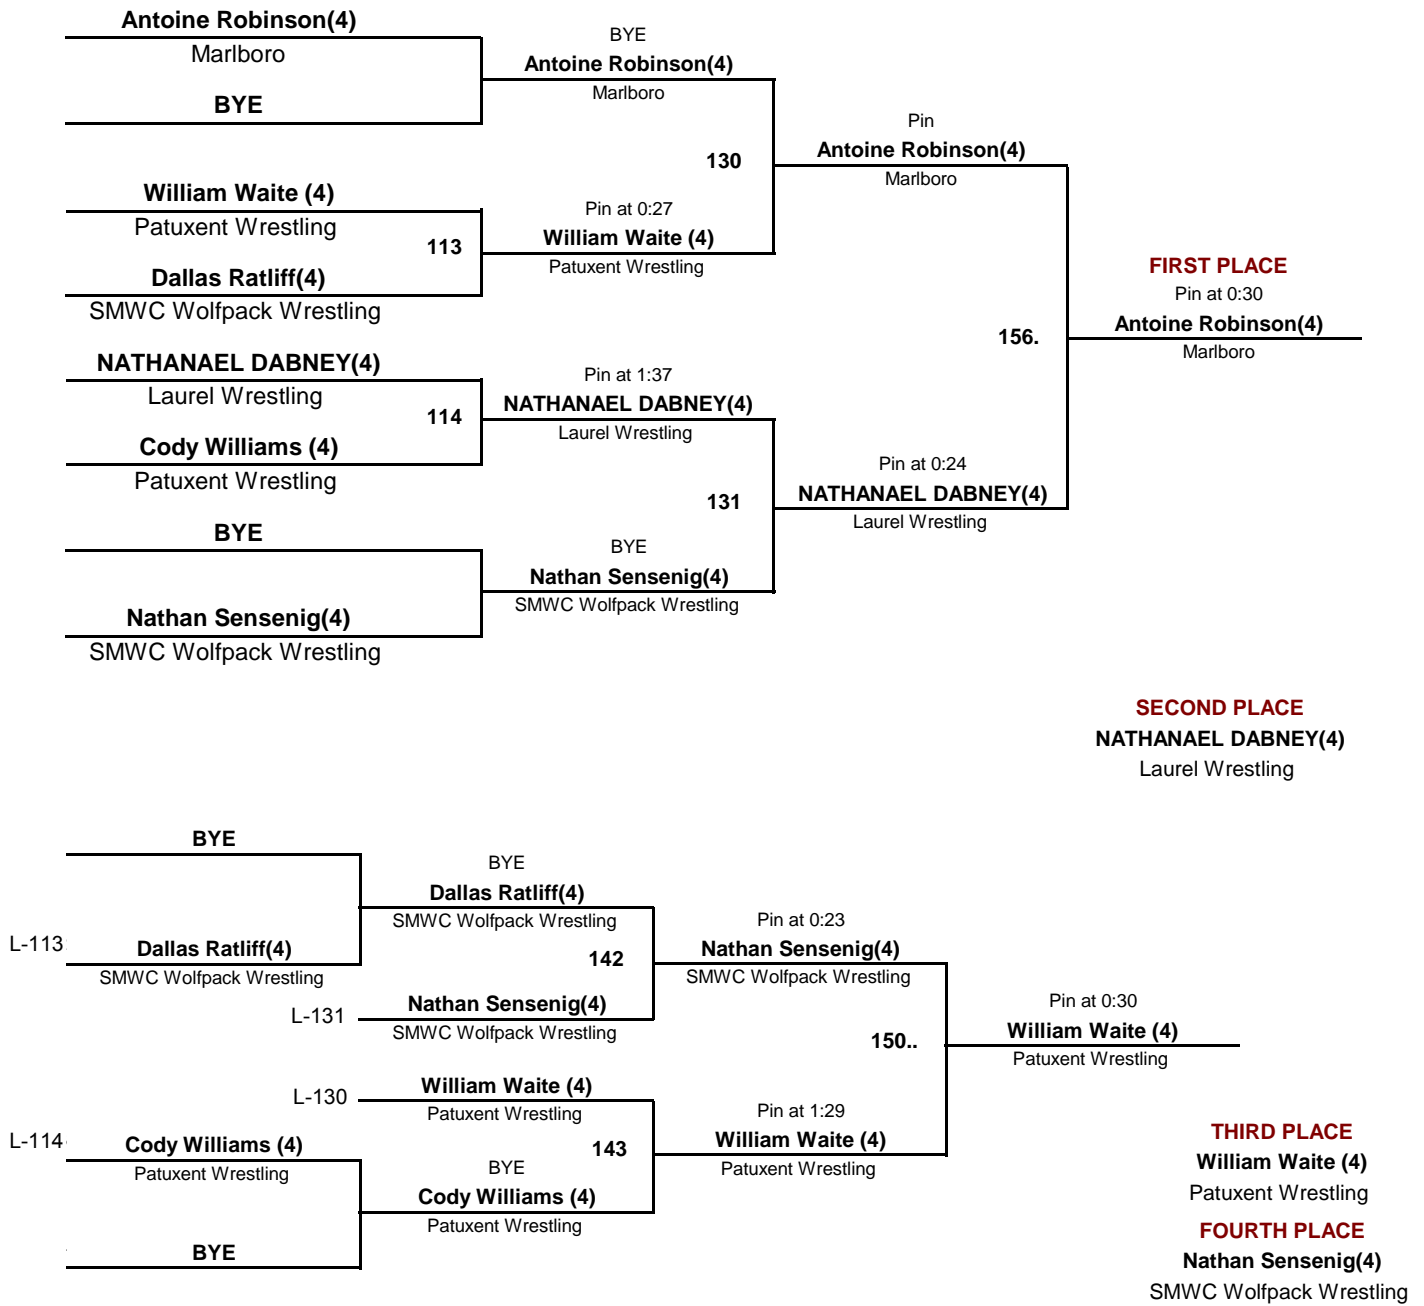 Antoine Robinson(4)
Marlboro
BYE
BYE
Antoine Robinson(4)
Marlboro
130
Pin
Antoine Robinson(4)
Marlboro
William Waite (4)
Patuxent Wrestling
113
Dallas Ratliff(4)
SMWC Wolfpack Wrestling
Pin at 0:27
William Waite (4)
Patuxent Wrestling
FIRST PLACE
Pin at 0:30
Antoine Robinson(4)
Marlboro
156.
NATHANAEL DABNEY(4)
Laurel Wrestling
114
Cody Williams (4)
Patuxent Wrestling
Pin at 1:37
NATHANAEL DABNEY(4)
Laurel Wrestling
131
Pin at 0:24
NATHANAEL DABNEY(4)
Laurel Wrestling
BYE
Nathan Sensenig(4)
SMWC Wolfpack Wrestling
BYE
Nathan Sensenig(4)
SMWC Wolfpack Wrestling
SECOND PLACE
NATHANAEL DABNEY(4)
Laurel Wrestling
BYE
L-113
Dallas Ratliff(4)
SMWC Wolfpack Wrestling
BYE
Dallas Ratliff(4)
SMWC Wolfpack Wrestling
142
L-131
Nathan Sensenig(4)
SMWC Wolfpack Wrestling
Pin at 0:23
Nathan Sensenig(4)
SMWC Wolfpack Wrestling
150..
Pin at 0:30
William Waite (4)
Patuxent Wrestling
L-130
William Waite (4)
Patuxent Wrestling
143
L-114
Cody Williams (4)
Patuxent Wrestling
BYE
Cody Williams (4)
Patuxent Wrestling
BYE
Pin at 1:29
William Waite (4)
Patuxent Wrestling
THIRD PLACE
William Waite (4)
Patuxent Wrestling
FOURTH PLACE
Nathan Sensenig(4)
SMWC Wolfpack Wrestling